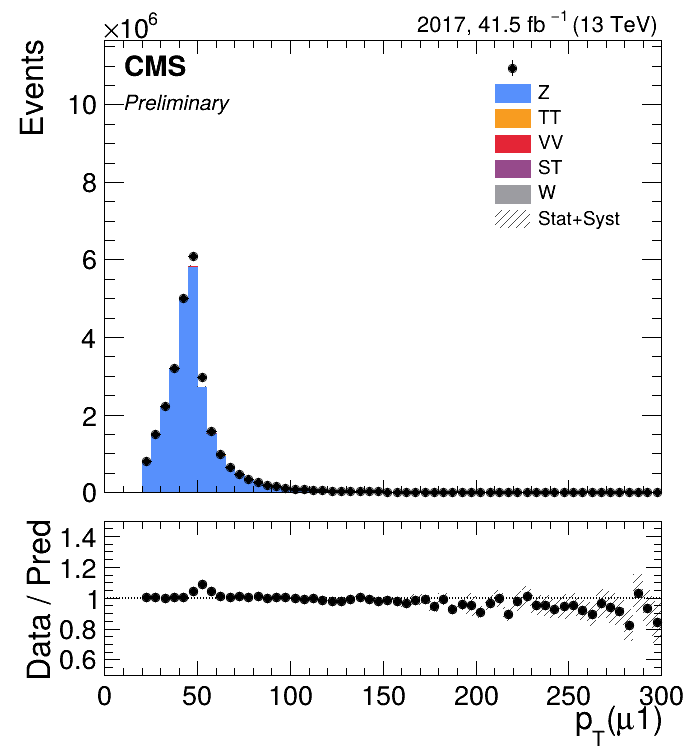 ×10⁶
2017, 41.5 fb⁻¹ (13 TeV)
CMS
Preliminary
Events
10
8
6
4
2
0
Z
TT
VV
ST
W
Stat+Syst
Data / Pred
1.4
1.2
1
0.8
0.6
0 50 100 150 200 250 300
p_T(μ1)